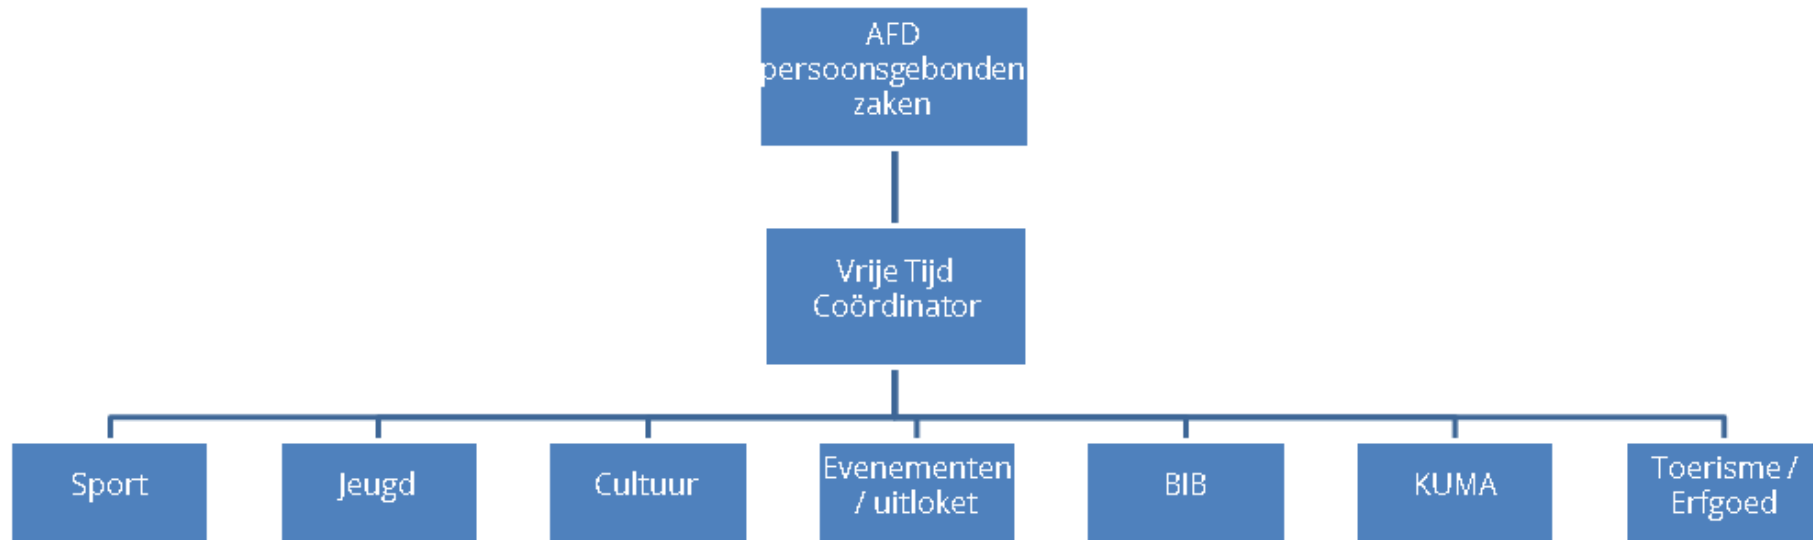 AFD
persoonsgebonden
zaken
Vrije Tijd
Coördinator
Sport
Jeugd
Cultuur
Evenementen
/ uitloket
BIB
KUMA
Toerisme /
Erfgoed